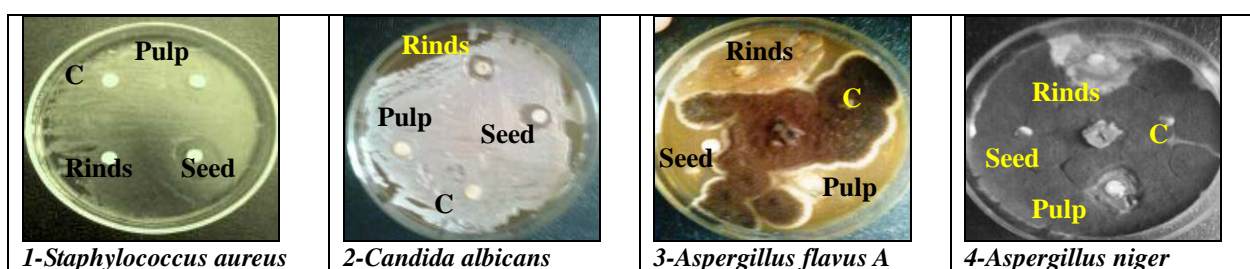 Pulp
C
Rinds
Seed
1-Staphylococcus aureus
Rinds
Pulp
Seed
C
2-Candida albicans
Rinds
C
Seed
Pulp
3-Aspergillus flavus A
Rinds
C
Seed
Pulp
4-Aspergillus niger